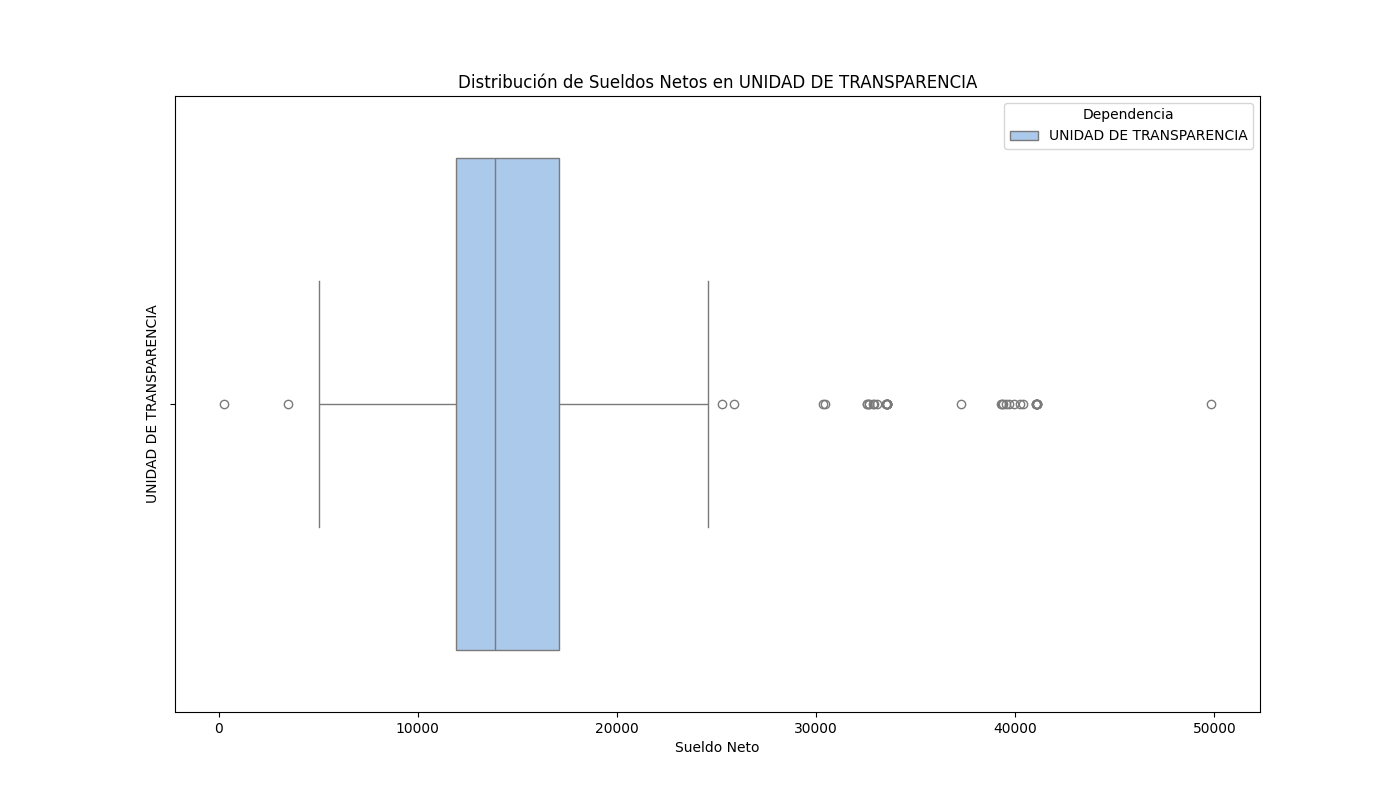 Distribución de Sueldos Netos en UNIDAD DE TRANSPARENCIA
Dependencia
UNIDAD DE TRANSPARENCIA
UNIDAD DE TRANSPARENCIA
0
10000
20000
30000
40000
50000
Sueldo Neto